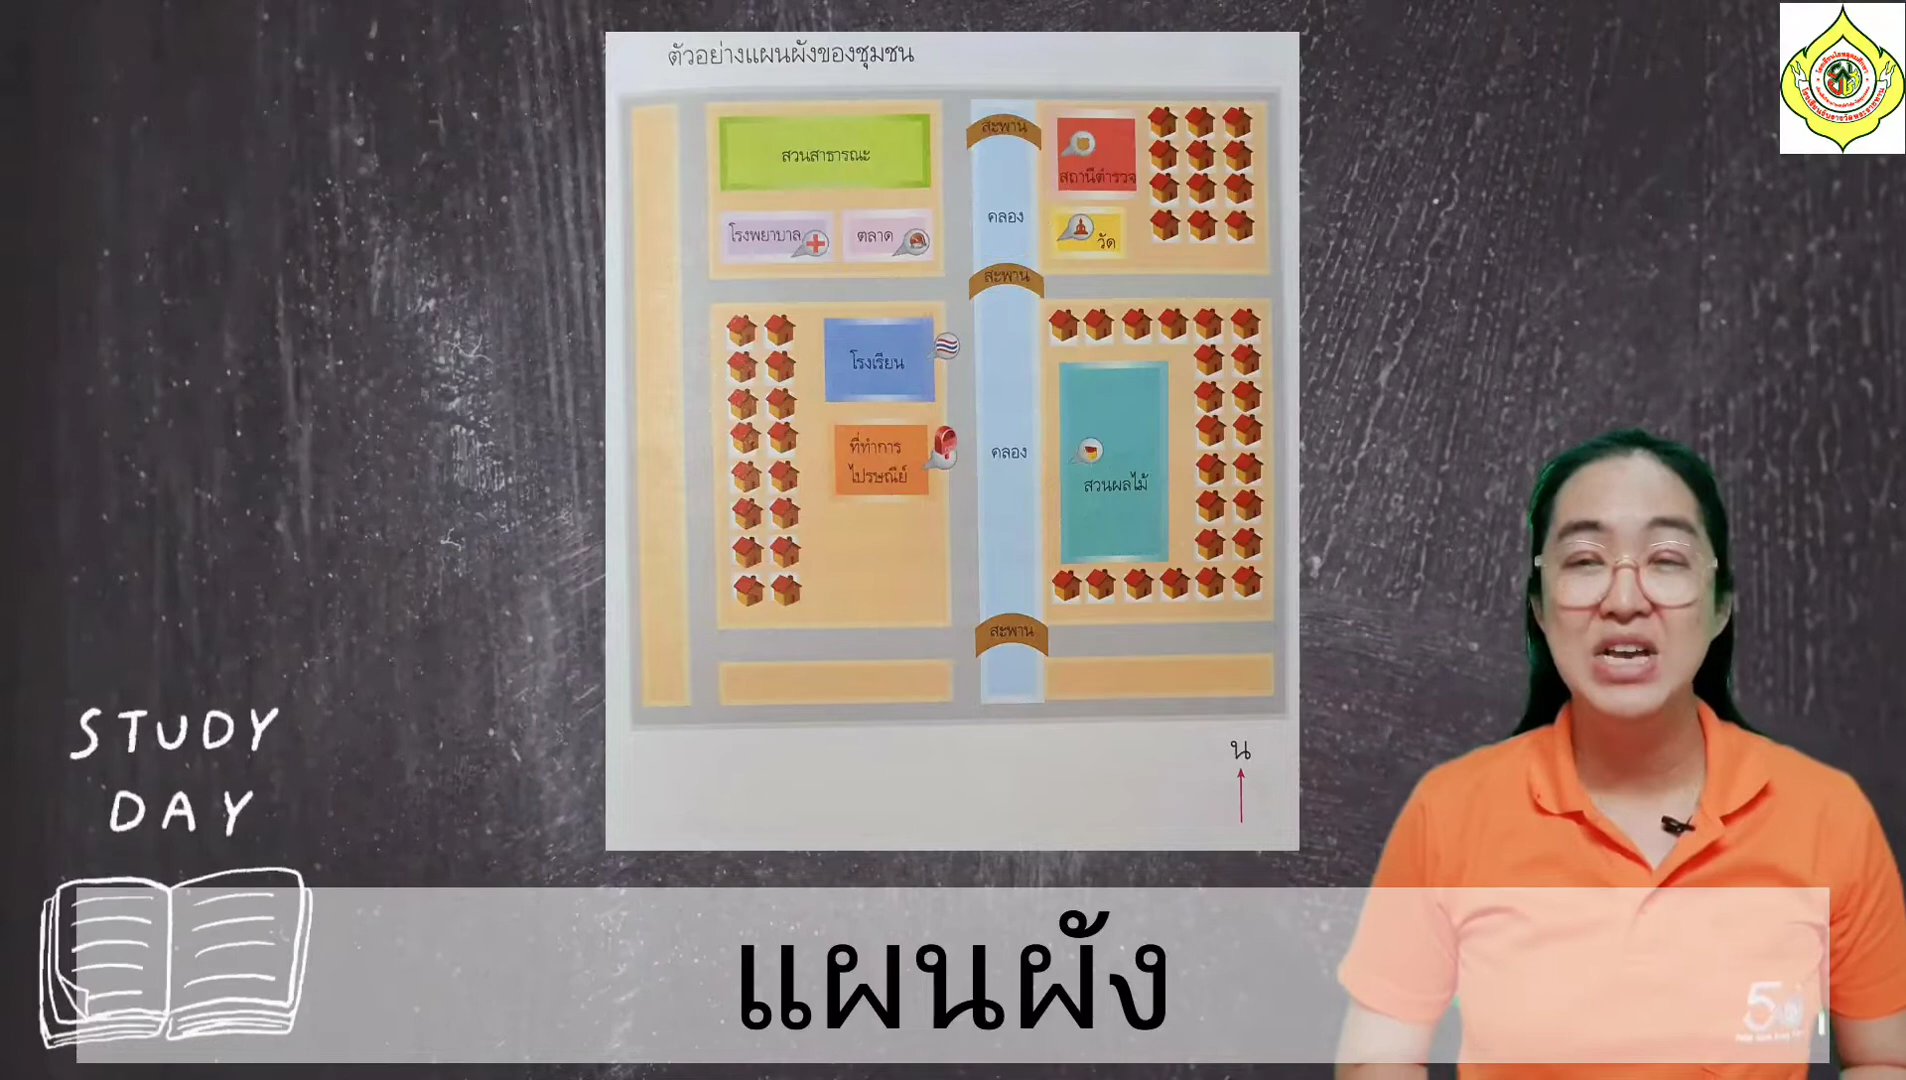 ตัวอย่างแผนผังของชุมชน
สะพาน
สวนสาธารณะ
สถานีตำรวจ
คลอง
โรงพยาบาล
ตลาด
วัด
สะพาน
โรงเรียน
ที่ทำการ
ไปรษณีย์
คลอง
สวนผลไม้
สะพาน
น
STUDY
DAY
แผนผัง